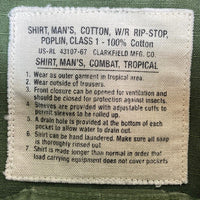 SHIRT, MAN'S, COTTON, W/R RIP-STOP,
POPLIN, CLASS 1 - 100% Cotton
US-RL 43107-67 CLARKFIELD MFG. CO.
SHIRT, MAN'S, COMBAT, TROPICAL
1. Wear as outer garment in tropical area.
2. Wear outside of trousers.
3. Front closure can be opened for ventilation and
should be closed for protection against insects.
4. Sleeves are provided with adjustable cuffs to
permit sleeves to be rolled up.
5. A drain hole is provided at the bottom of each
pocket to allow water to drain out.
6. Shirt can be hand laundered. Make sure all soap
is thoroughly rinsed out.
7. Shirt is made longer than normal in order that
load carrying equipment does not cover pockets